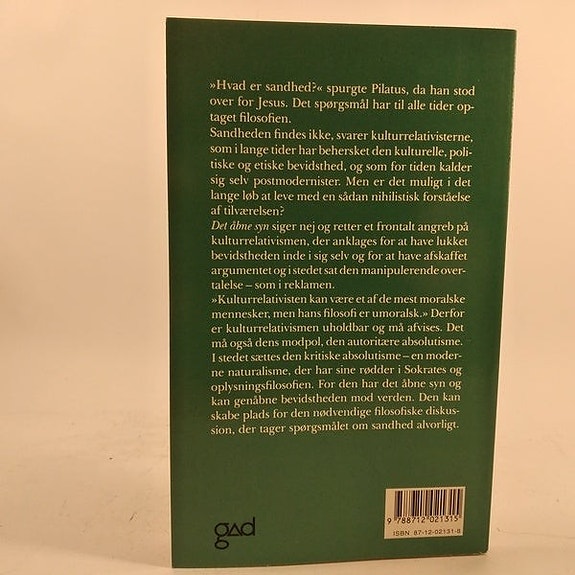 »Hvad er sandhed?« spurgte Pilatus, da han stod
over for Jesus. Det spørgsmål har til alle tider op-
taget filosofien.
Sandheden findes ikke, svarer kulturrelativisterne,
som i lange tider har behersket den kulturelle, poli-
tiske og etiske bevidsthed, og som for tiden kalder
sig selv postmodernister. Men er det muligt i det
lange løb at leve med en sådan nihilistisk forståelse
af tilværelsen?
Det åbne syn siger nej og retter et frontalt angreb på
kulturrelativismen, der anklages for at have lukket
bevidstheden inde i sig selv og for at have afskaffet
argumentet og i stedet sat den manipulerende over-
talelse – som i reklamen.
»Kulturrelativisten kan være et af de mest moralske
mennesker, men hans filosofi er umoralsk.» Derfor
er kulturrelativismen uholdbar og må afvises. Det
må også dens modpol, den autoritære absolutisme.
I stedet sættes den kritiske absolutisme – en moder-
ne naturalisme, der har sine rødder i Sokrates og
oplysningsfilosofien. For den har det åbne syn og
kan genåbne bevidstheden mod verden. Den kan
skabe plads for den nødvendige filosofiske diskus-
sion, der tager spørgsmålet om sandhed alvorligt.
gad
9 788712 021315
ISBN 87-12-02131-8